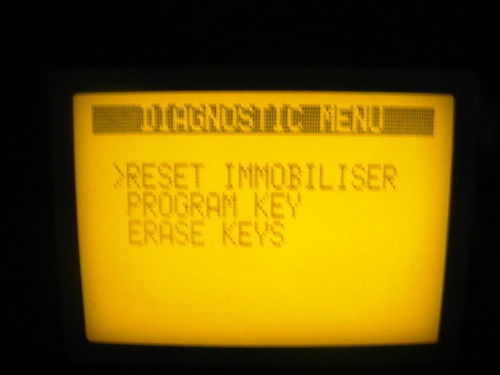 DIAGNOSTIC MENU
>RESET IMMOBILISER
PROGRAM KEY
ERASE KEYS